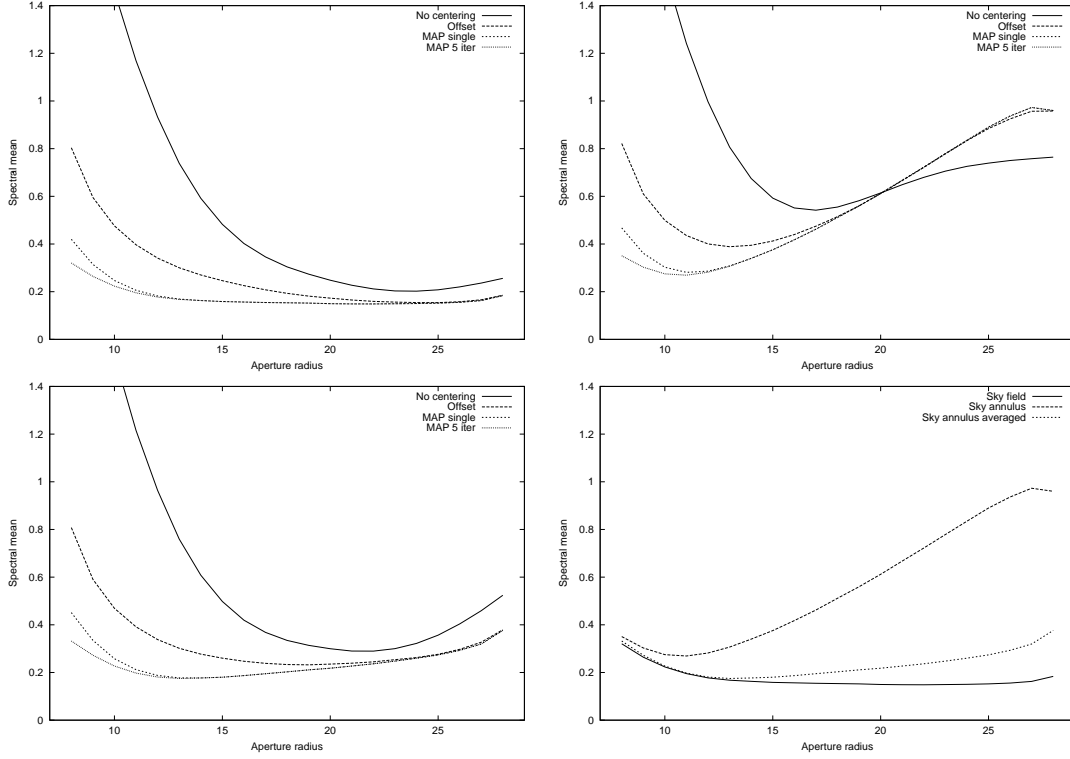 1.4
1.2
1
0.8
0.6
0.4
0.2
0
Spectral mean
10 15 20 25
Aperture radius
No centering
Offset
MAP single
MAP 5 iter
1.4
1.2
1
0.8
0.6
0.4
0.2
0
Spectral mean
10 15 20 25
Aperture radius
No centering
Offset
MAP single
MAP 5 iter
1.4
1.2
1
0.8
0.6
0.4
0.2
0
Spectral mean
10 15 20 25
Aperture radius
No centering
Offset
MAP single
MAP 5 iter
1.4
1.2
1
0.8
0.6
0.4
0.2
0
Spectral mean
10 15 20 25
Aperture radius
Sky field
Sky annulus
Sky annulus averaged